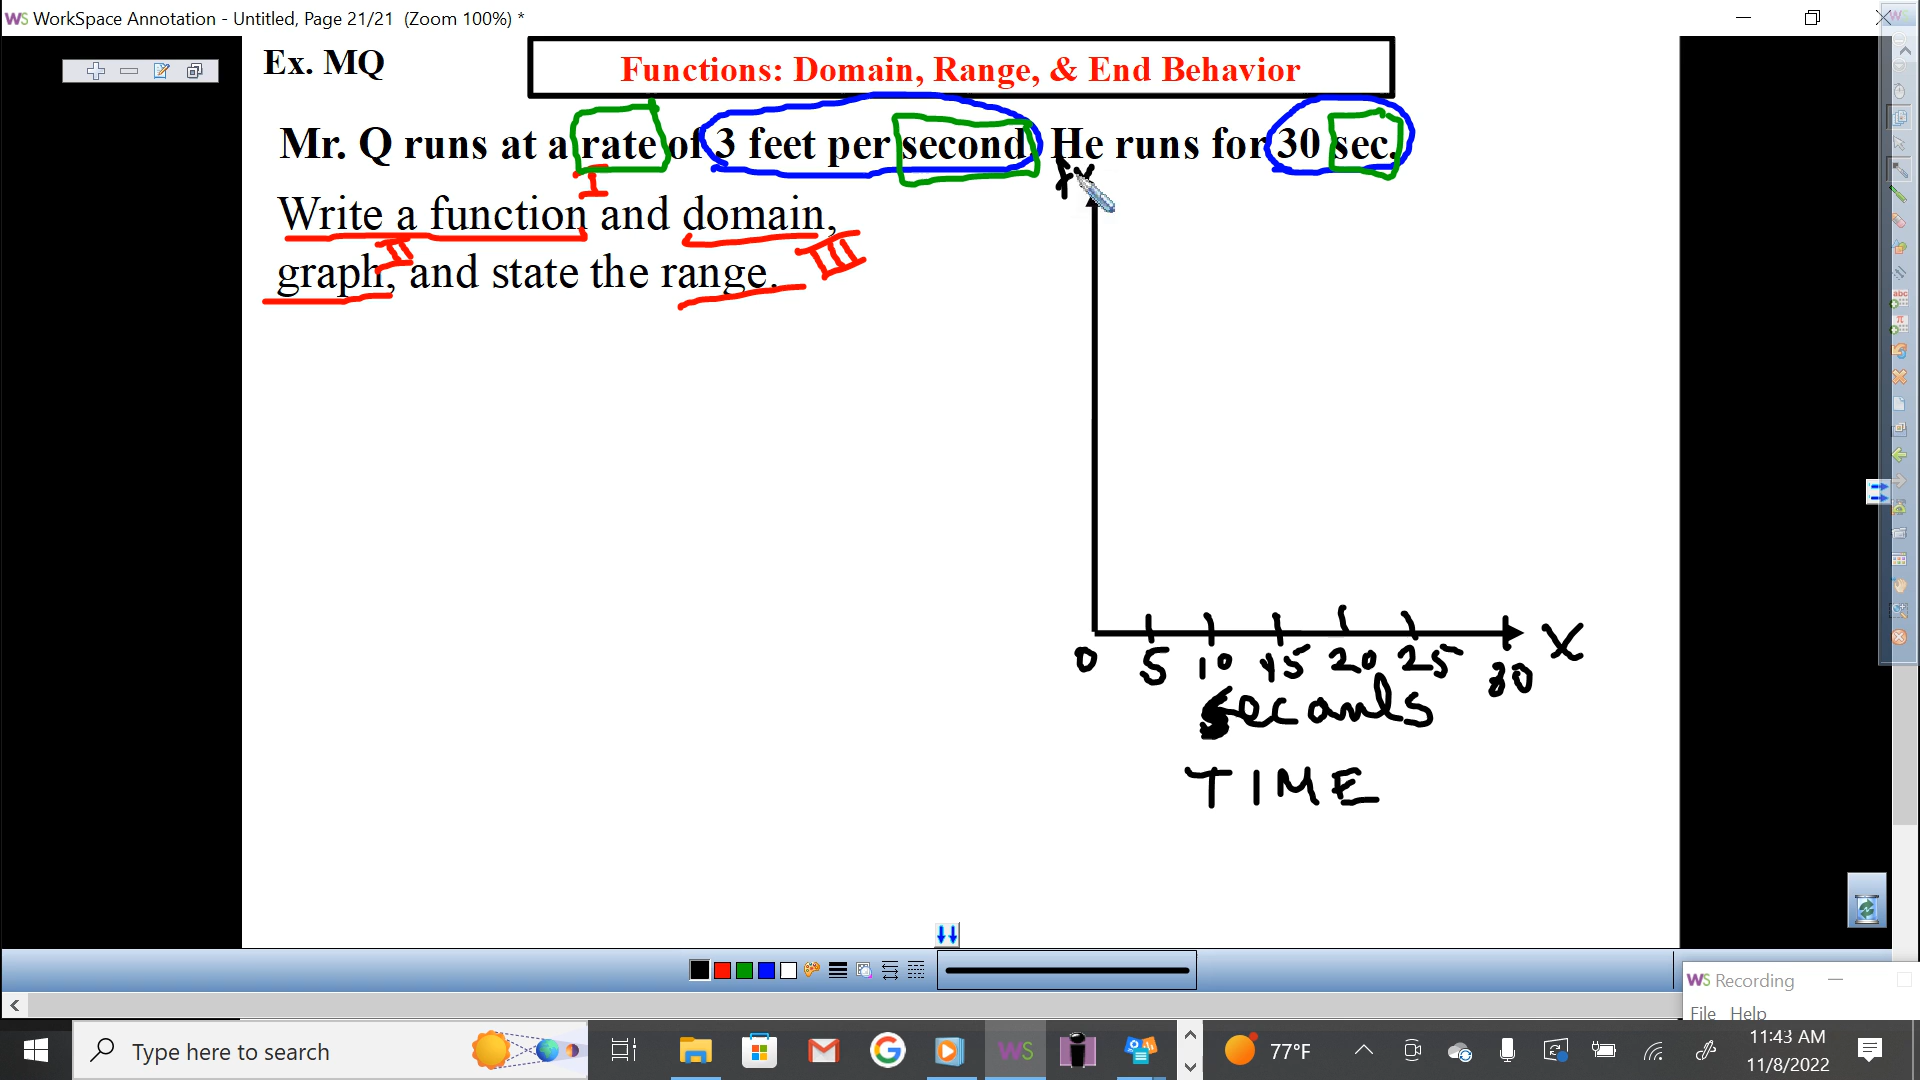 WS WorkSpace Annotation - Untitled, Page 21/21 (Zoom 100%) *
Ex. MQ
Functions: Domain, Range, & End Behavior
Mr. Q runs at a rate of 3 feet per second. He runs for 30 sec.
I
Write a function and domain,
II
III
graph, and state the range.
X
0 5 10 15 20 25 30
seconds
TIME
WS Recording
File Help
Type here to search
WS
77°F
11:43 AM
11/8/2022